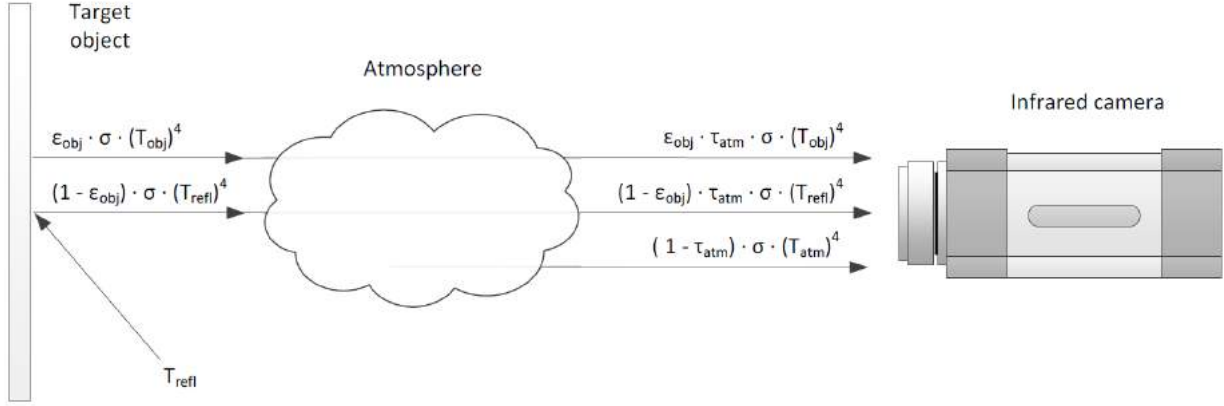 Target
object
Atmosphere
Infrared camera
εobj · σ · (Tobj)4
εobj · τatm · σ · (Tobj)4
(1 - εobj) · σ · (Trefl)4
(1 - εobj) · τatm · σ · (Trefl)4
( 1 - τatm) · σ · (Tatm)4
Trefl